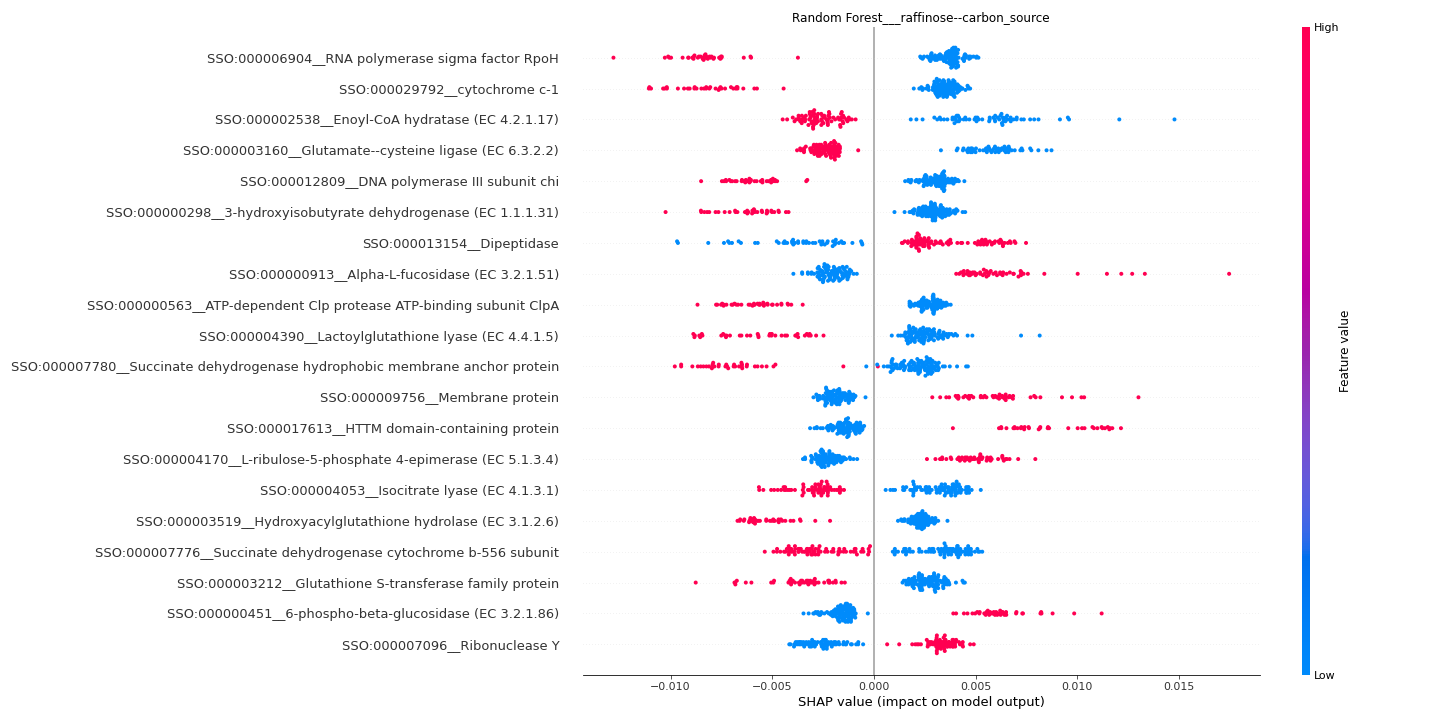 Random Forest___raffinose--carbon_source
SSO:000006904__RNA polymerase sigma factor RpoH
SSO:000029792__cytochrome c-1
SSO:000002538__Enoyl-CoA hydratase (EC 4.2.1.17)
SSO:000003160__Glutamate--cysteine ligase (EC 6.3.2.2)
SSO:000012809__DNA polymerase III subunit chi
SSO:000000298__3-hydroxyisobutyrate dehydrogenase (EC 1.1.1.31)
SSO:000013154__Dipeptidase
SSO:000000913__Alpha-L-fucosidase (EC 3.2.1.51)
SSO:000000563__ATP-dependent Clp protease ATP-binding subunit ClpA
SSO:000004390__Lactoylglutathione lyase (EC 4.4.1.5)
SSO:000007780__Succinate dehydrogenase hydrophobic membrane anchor protein
SSO:000009756__Membrane protein
SSO:000017613__HTTM domain-containing protein
SSO:000004170__L-ribulose-5-phosphate 4-epimerase (EC 5.1.3.4)
SSO:000004053__Isocitrate lyase (EC 4.1.3.1)
SSO:000003519__Hydroxyacylglutathione hydrolase (EC 3.1.2.6)
SSO:000007776__Succinate dehydrogenase cytochrome b-556 subunit
SSO:000003212__Glutathione S-transferase family protein
SSO:000000451__6-phospho-beta-glucosidase (EC 3.2.1.86)
SSO:000007096__Ribonuclease Y
−0.010 −0.005 0.000 0.005 0.010 0.015
SHAP value (impact on model output)
High
Feature value
Low